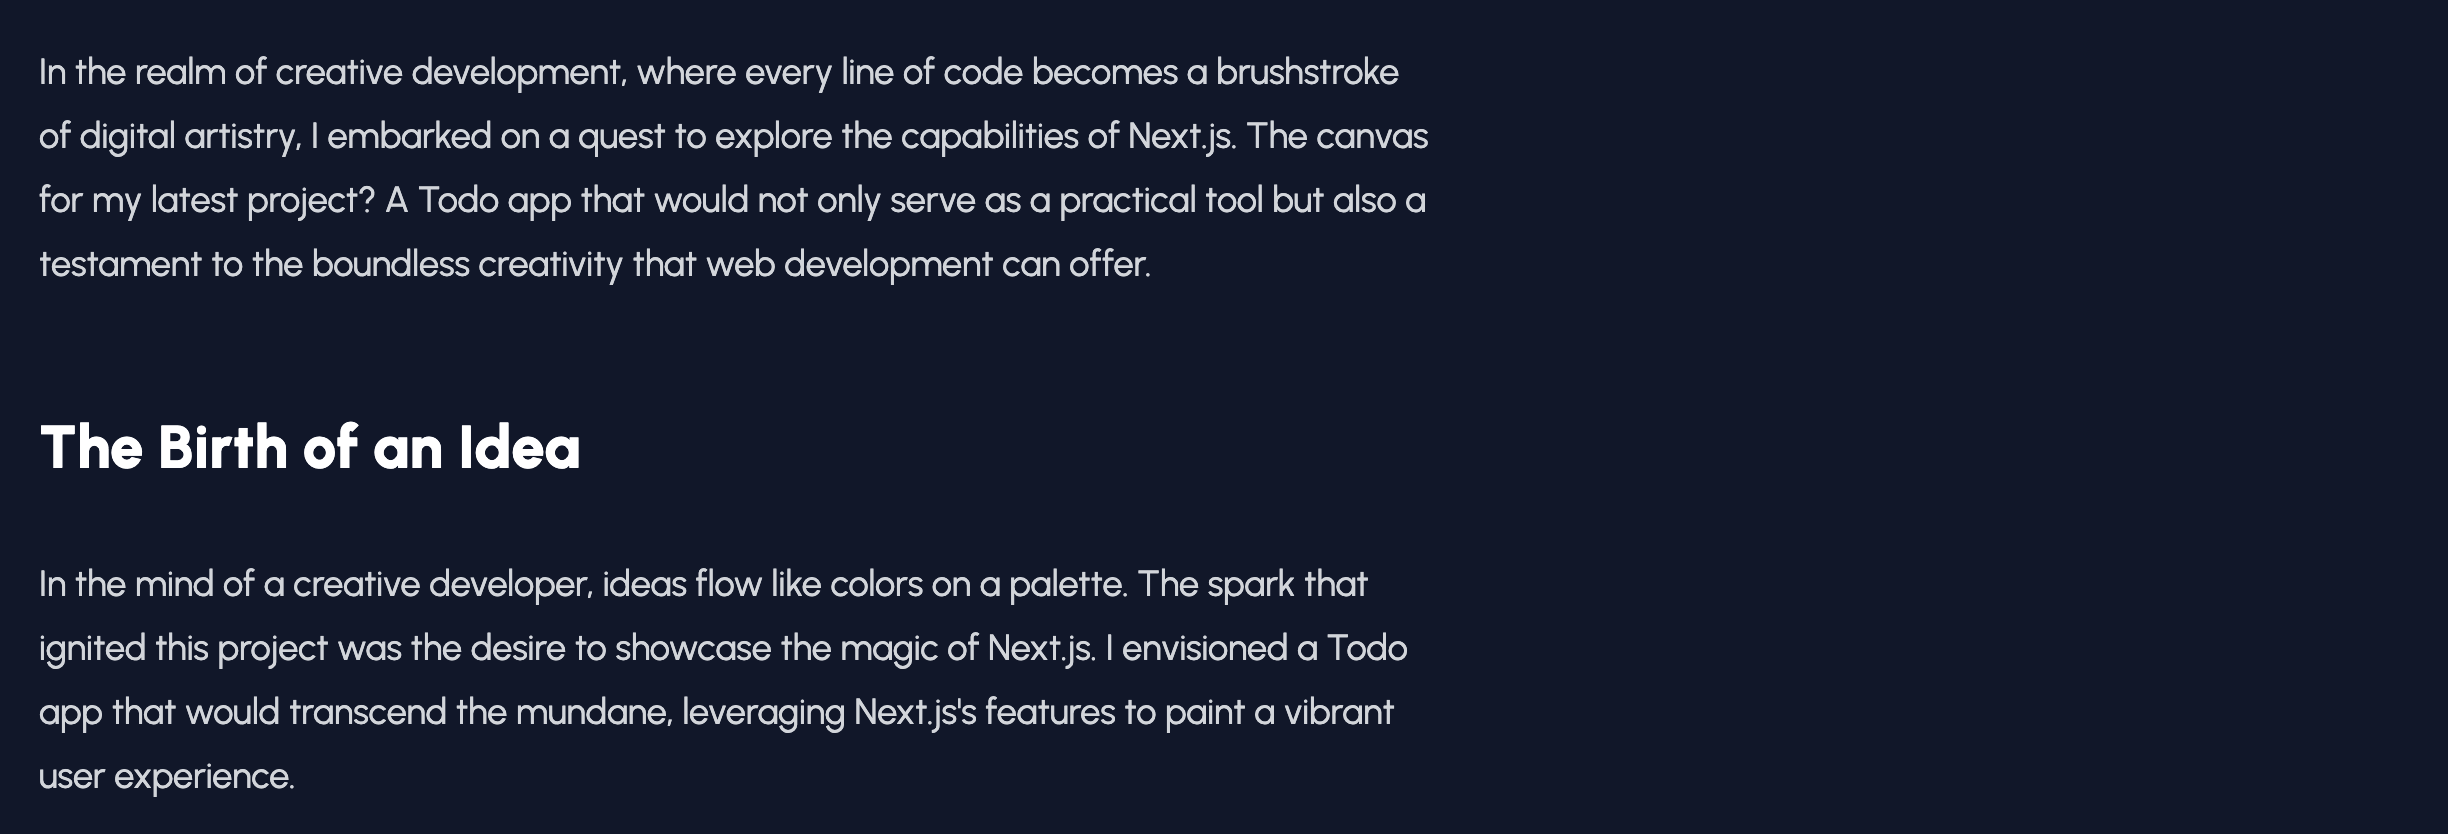 In the realm of creative development, where every line of code becomes a brushstroke
of digital artistry, I embarked on a quest to explore the capabilities of Next.js. The canvas
for my latest project? A Todo app that would not only serve as a practical tool but also a
testament to the boundless creativity that web development can offer.
The Birth of an Idea
In the mind of a creative developer, ideas flow like colors on a palette. The spark that
ignited this project was the desire to showcase the magic of Next.js. I envisioned a Todo
app that would transcend the mundane, leveraging Next.js's features to paint a vibrant
user experience.